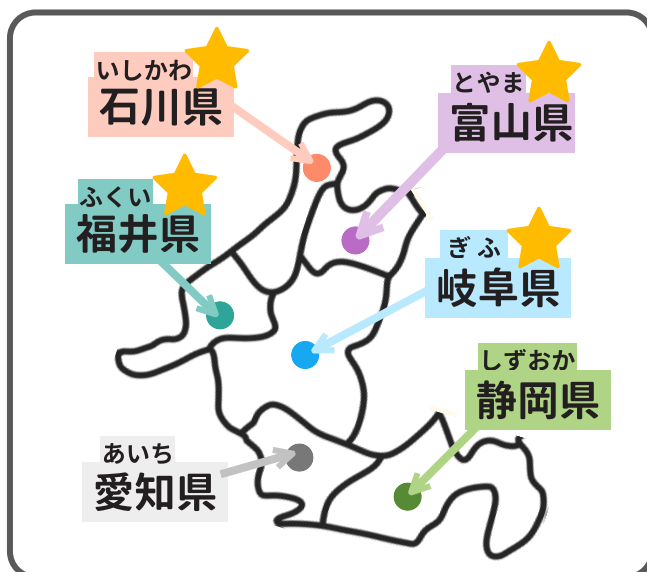 いしかわ
石川県
とやま
富山県
ふくい
福井県
ぎふ
岐阜県
しずおか
静岡県
あいち
愛知県